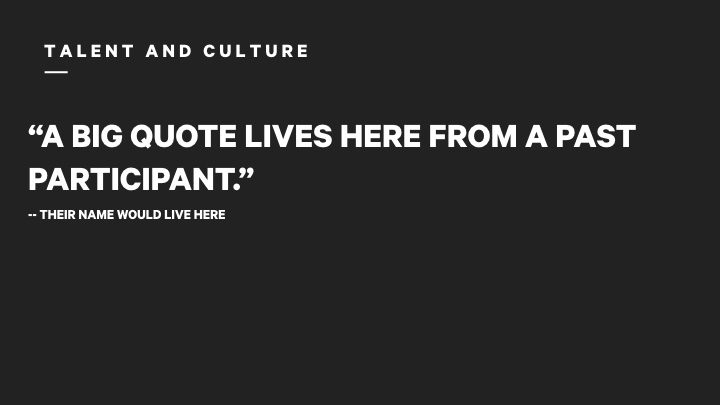 TALENT AND CULTURE
“A BIG QUOTE LIVES HERE FROM A PAST
PARTICIPANT.”
-- THEIR NAME WOULD LIVE HERE